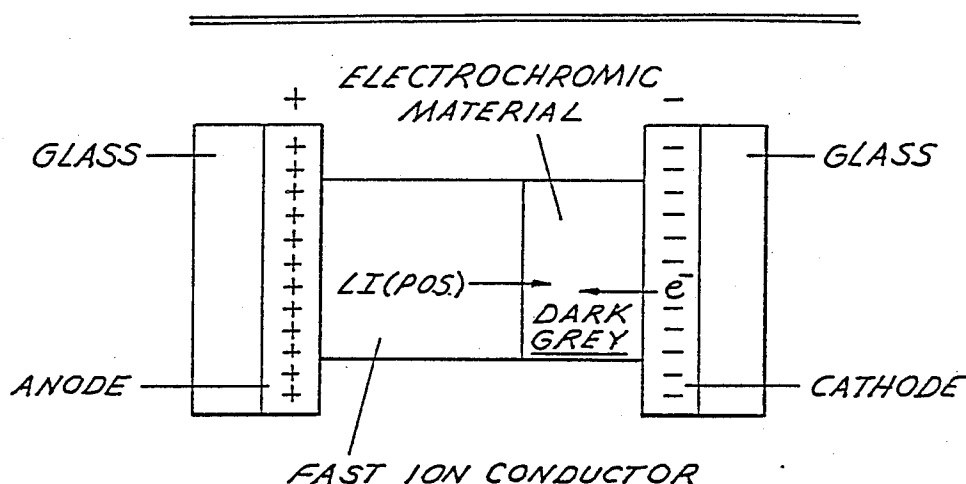 ELECTROCHROMIC
MATERIAL
+
-
GLASS
GLASS
+
+
+
+
+
+
+
+
+
+
+
+
-
-
-
-
-
-
-
-
-
-
-
LI(POS.)
e-
DARK
GREY
ANODE
CATHODE
FAST ION CONDUCTOR